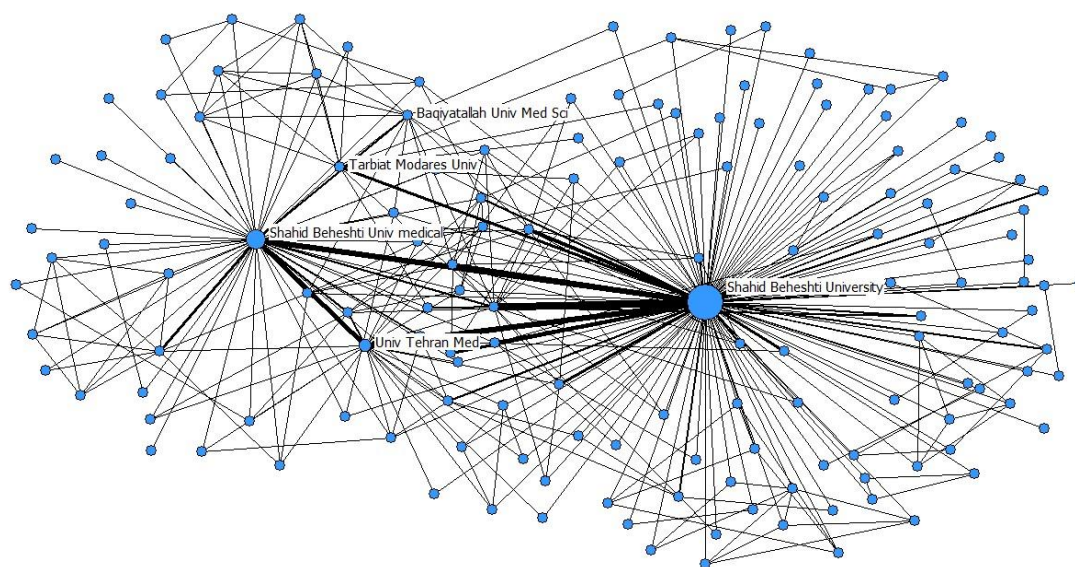 Baqiyatallah Univ Med Sci
Tarbiat Modares Univ
Shahid Beheshti Univ medical
Shahid Beheshti University
Univ Tehran Med